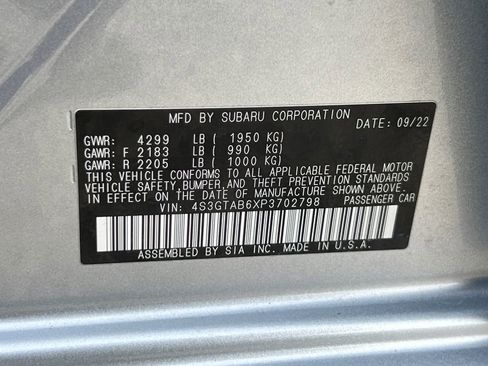 MFD BY SUBARU CORPORATION
DATE: 09/22
GVWR: 4299 LB ( 1950 KG)
GAWR: F 2183 LB ( 990 KG)
GAWR: R 2205 LB ( 1000 KG)
THIS VEHICLE CONFORMS TO ALL APPLICABLE FEDERAL MOTOR
VEHICLE SAFETY, BUMPER, AND THEFT PREVENTION STANDARDS
IN EFFECT ON THE DATE OF MANUFACTURE SHOWN ABOVE.
VIN: 4S3GTAB6XP3702798 PASSENGER CAR
ASSEMBLED BY SIA INC. MADE IN U.S.A.